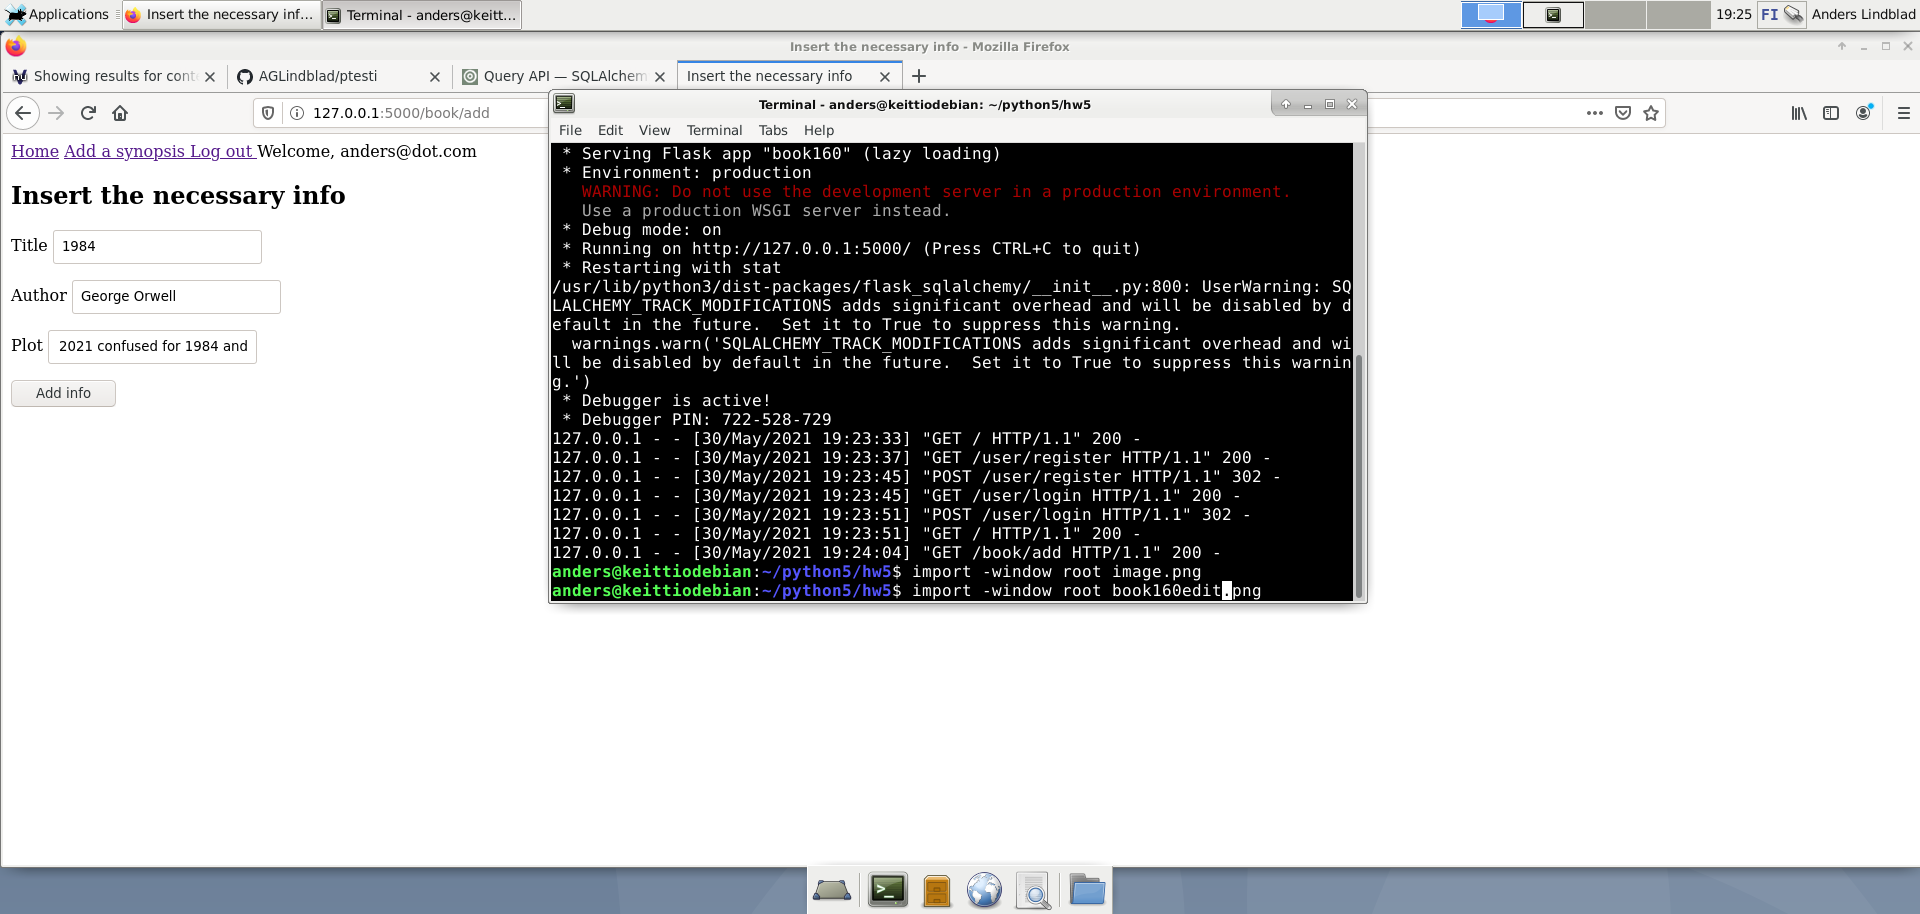 Applications
Insert the necessary inf...
Terminal - anders@keitt...
19:25
FI
Anders Lindblad
Insert the necessary info - Mozilla Firefox
Showing results for cont
AGLindblad/ptesti
Query API — SQLAlchem
Insert the necessary info
127.0.0.1:5000/book/add
Home Add a synopsis Log out Welcome, anders@dot.com
Insert the necessary info
Title 1984
Author George Orwell
Plot 2021 confused for 1984 and
Add info
Terminal - anders@keittiodebian: ~/python5/hw5
File Edit View Terminal Tabs Help
* Serving Flask app "book160" (lazy loading)
* Environment: production
WARNING: Do not use the development server in a production environment.
Use a production WSGI server instead.
* Debug mode: on
* Running on http://127.0.0.1:5000/ (Press CTRL+C to quit)
* Restarting with stat
/usr/lib/python3/dist-packages/flask_sqlalchemy/__init__.py:800: UserWarning: SQ
LALCHEMY_TRACK_MODIFICATIONS adds significant overhead and will be disabled by d
efault in the future.  Set it to True to suppress this warning.
warnings.warn('SQLALCHEMY_TRACK_MODIFICATIONS adds significant overhead and wi
ll be disabled by default in the future.  Set it to True to suppress this warnin
g.')
* Debugger is active!
* Debugger PIN: 722-528-729
127.0.0.1 - - [30/May/2021 19:23:33] "GET / HTTP/1.1" 200 -
127.0.0.1 - - [30/May/2021 19:23:37] "GET /user/register HTTP/1.1" 200 -
127.0.0.1 - - [30/May/2021 19:23:45] "POST /user/register HTTP/1.1" 302 -
127.0.0.1 - - [30/May/2021 19:23:45] "GET /user/login HTTP/1.1" 200 -
127.0.0.1 - - [30/May/2021 19:23:51] "POST /user/login HTTP/1.1" 302 -
127.0.0.1 - - [30/May/2021 19:23:51] "GET / HTTP/1.1" 200 -
127.0.0.1 - - [30/May/2021 19:24:04] "GET /book/add HTTP/1.1" 200 -
anders@keittiodebian:~/python5/hw5$ import -window root image.png
anders@keittiodebian:~/python5/hw5$ import -window root book160edit.png